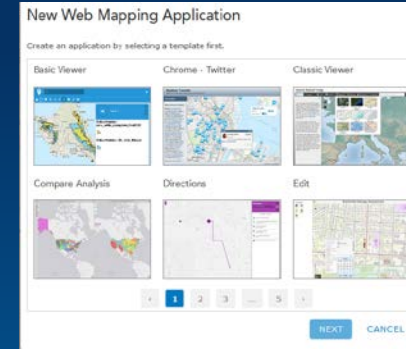 New Web Mapping Application
Create an application by selecting a template first.
Basic Viewer
Chrome - Twitter
Classic Viewer
Compare Analysis
Directions
Edit
‹ 1 2 3 ... 5 ›
NEXT CANCEL